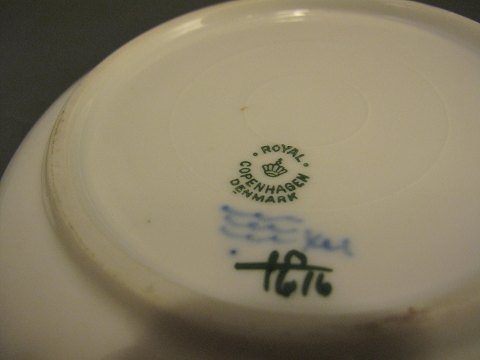 ROYAL
COPENHAGEN
DENMARK
1616